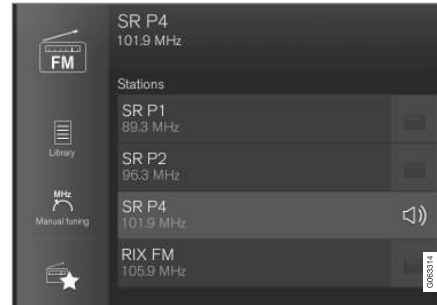 SR P4
101.9 MHz
FM
Stations
SR P1
89.3 MHz
Library
SR P2
96.3 MHz
MHz
Manual tuning
SR P4
101.9 MHz
RIX FM
105.9 MHz
G063314